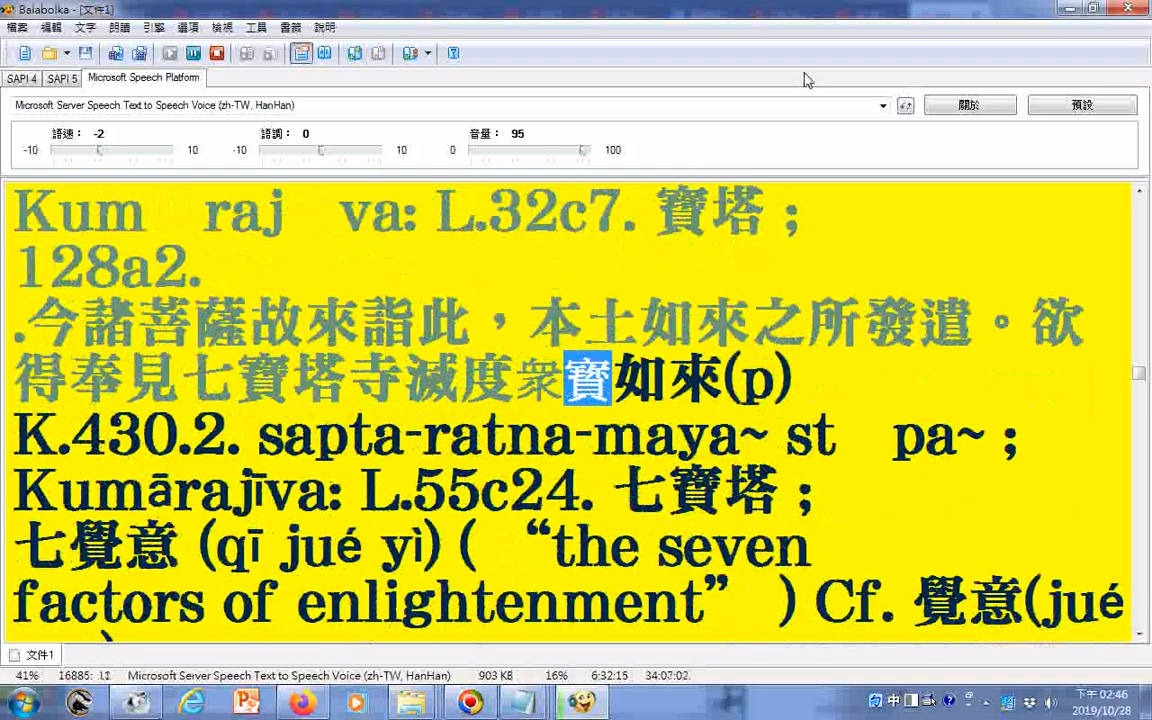 Balabolka - [文件1]
檔案 編輯 文字 朗讀 引擎 選項 檢視 工具 書籤 說明
SAPI 4 SAPI 5 Microsoft Speech Platform
Microsoft Server Speech Text to Speech Voice (zh-TW, HanHan) 關於 預設
語速： -2 語調： 0 音量： 95
-10 10 -10 10 0 100
Kum raj va: L.32c7. 寶塔；
128a2.
.今諸菩薩故來詣此，本土如來之所發遣。欲
得奉見七寶塔寺滅度衆寶如來(p)
K.430.2. sapta-ratna-maya~ st pa~ ;
Kumārajīva: L.55c24. 七寶塔；
七覺意 (qī jué yì) ( “the seven
factors of enlightenment” ) Cf. 覺意(jué
文件1
41% 16885: Microsoft Server Speech Text to Speech Voice (zh-TW, HanHan) 903 KB 16% 6:32:15 34:07:02.
中 下午 02:46
2019/10/28